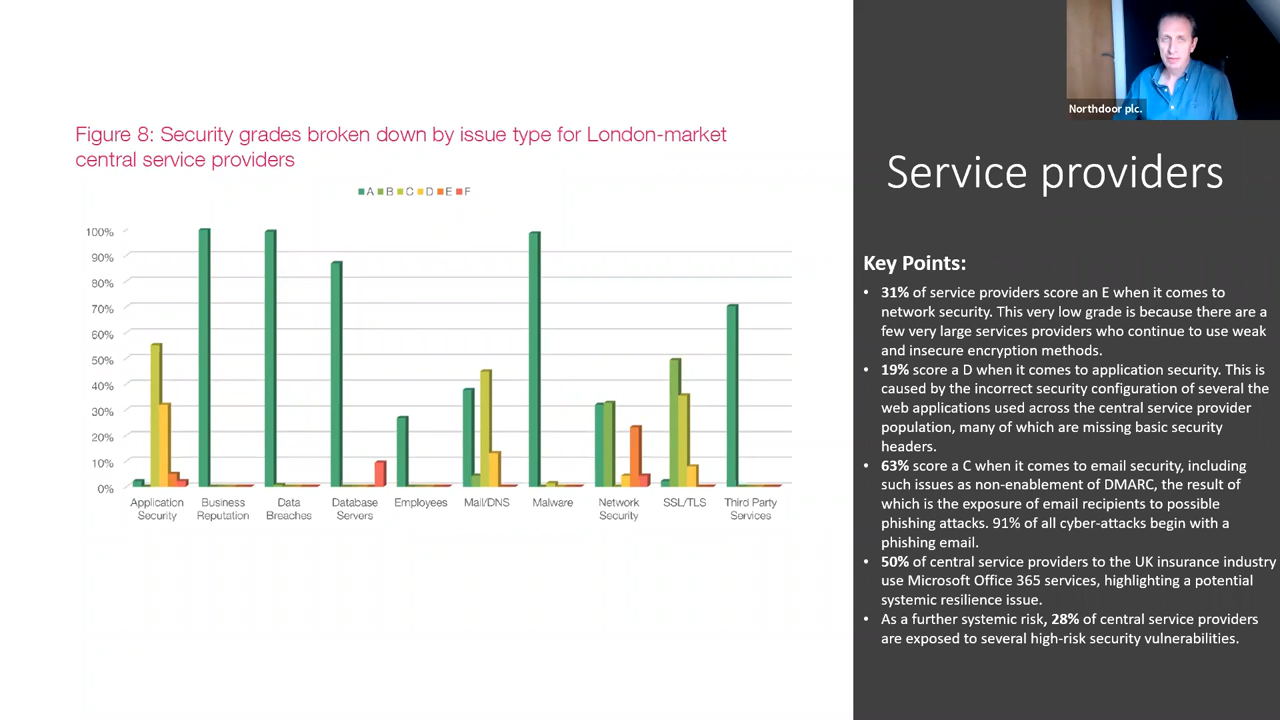 Northdoor plc.
Figure 8: Security grades broken down by issue type for London-market
central service providers
A B C D E F
100%
90%
80%
70%
60%
50%
40%
30%
20%
10%
0%
Application
Security
Business
Reputation
Data
Breaches
Database
Servers
Employees
Mail/DNS
Malware
Network
Security
SSL/TLS
Third Party
Services
Service providers
Key Points:
• 31% of service providers score an E when it comes to
network security. This very low grade is because there are a
few very large services providers who continue to use weak
and insecure encryption methods.
• 19% score a D when it comes to application security. This is
caused by the incorrect security configuration of several the
web applications used across the central service provider
population, many of which are missing basic security
headers.
• 63% score a C when it comes to email security, including
such issues as non-enablement of DMARC, the result of
which is the exposure of email recipients to possible
phishing attacks. 91% of all cyber-attacks begin with a
phishing email.
• 50% of central service providers to the UK insurance industry
use Microsoft Office 365 services, highlighting a potential
systemic resilience issue.
• As a further systemic risk, 28% of central service providers
are exposed to several high-risk security vulnerabilities.